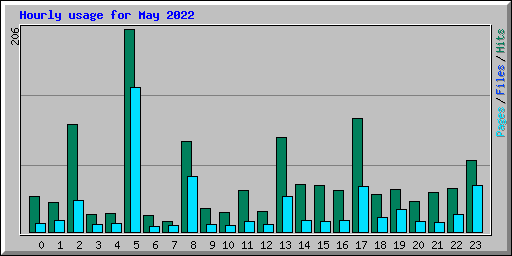 Hourly usage for May 2022
206
Pages/Files/Hits
0 1 2 3 4 5 6 7 8 9 10 11 12 13 14 15 16 17 18 19 20 21 22 23